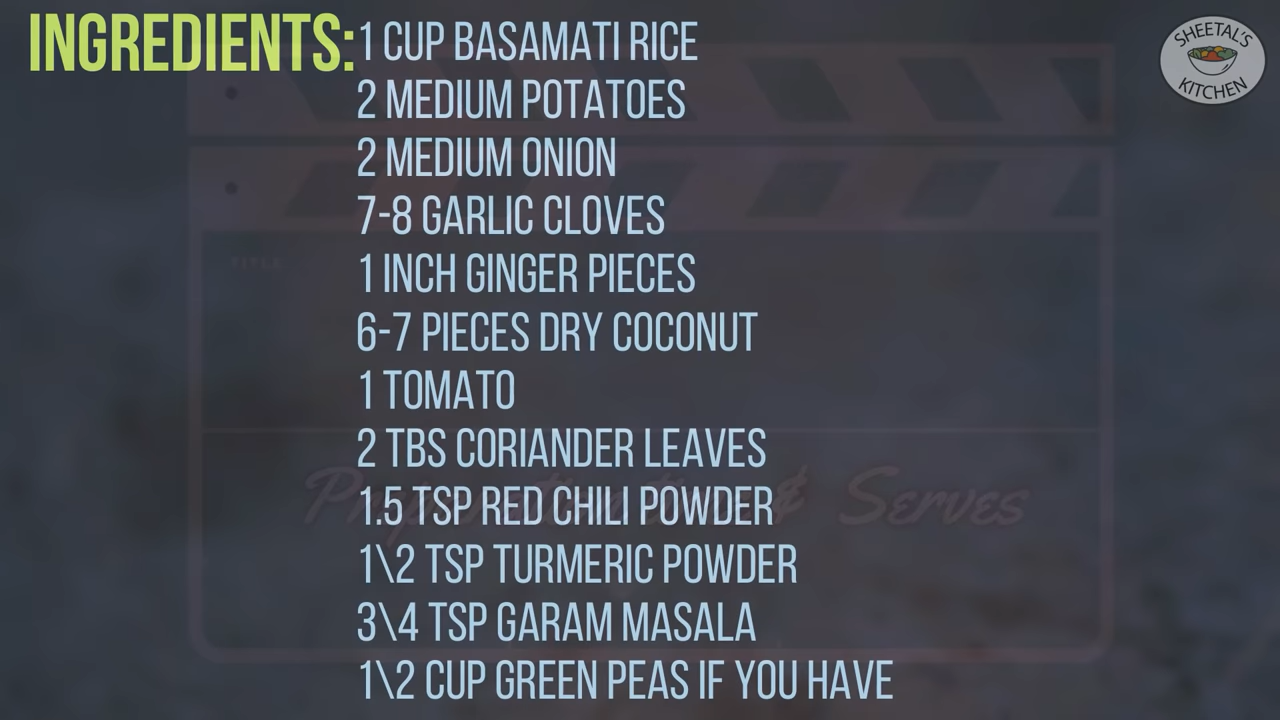 INGREDIENTS:
1 CUP BASAMATI RICE
2 MEDIUM POTATOES
2 MEDIUM ONION
7-8 GARLIC CLOVES
1 INCH GINGER PIECES
6-7 PIECES DRY COCONUT
1 TOMATO
2 TBS CORIANDER LEAVES
1.5 TSP RED CHILI POWDER
1\2 TSP TURMERIC POWDER
3\4 TSP GARAM MASALA
1\2 CUP GREEN PEAS IF YOU HAVE
SHEETAL'S
KITCHEN
TITLE
& Serves